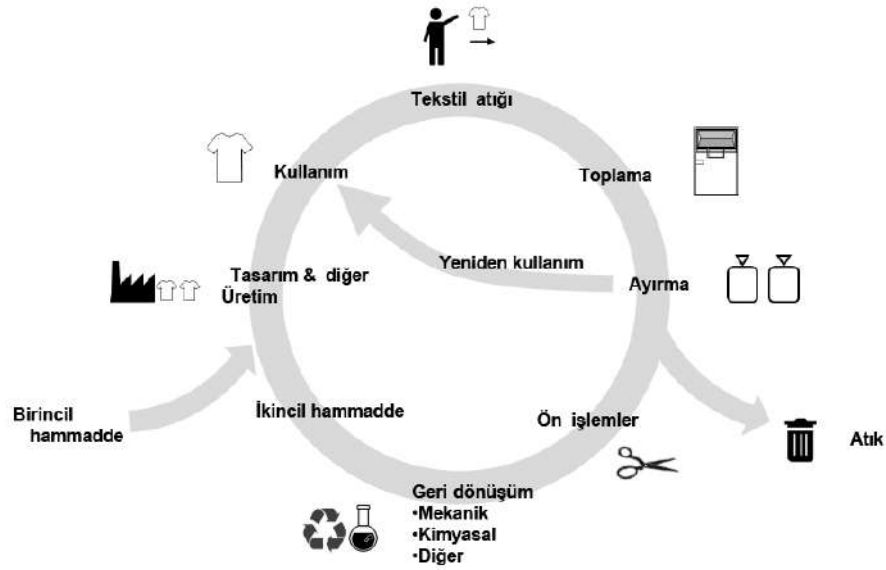 Tekstil atığı
Toplama
Kullanım
Yeniden kullanım
Ayırma
Tasarım & diğer
Üretim
Birincil
hammadde
İkincil hammadde
Ön işlemler
Atık
Geri dönüşüm
•Mekanik
•Kimyasal
•Diğer